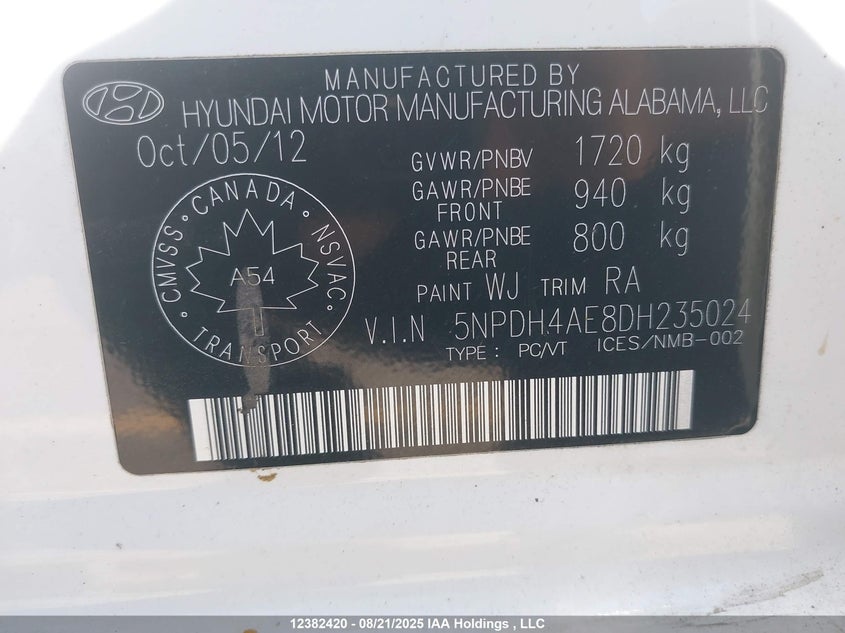 MANUFACTURED BY
HYUNDAI MOTOR MANUFACTURING ALABAMA, LLC
Oct/05/12
GVWR/PNBV 1720 kg
GAWR/PNBE FRONT 940 kg
GAWR/PNBE REAR 800 kg
PAINT WJ TRIM RA
V.I.N 5NPDH4AE8DH235024
TYPE : PC/VT ICES/NMB-002
CANADA
CMVSS • NSVAC
A54
TRANSPORT
12382420 - 08/21/2025 IAA Holdings , LLC